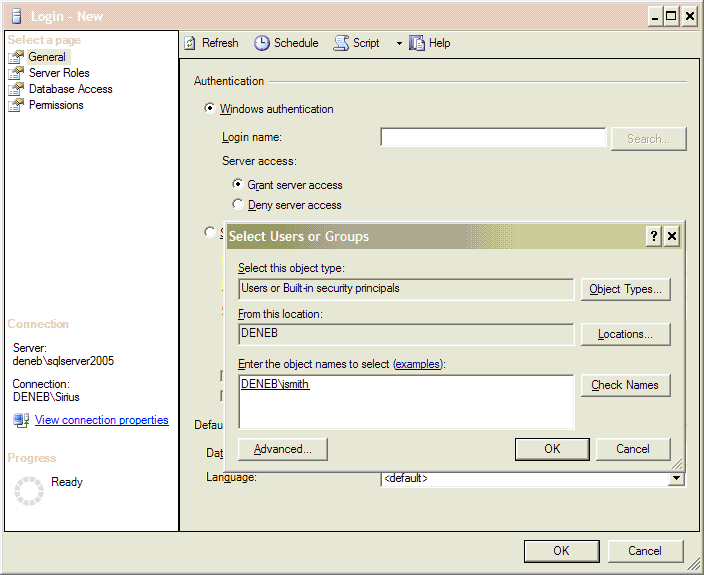 Login - New
Select a page
General
Server Roles
Database Access
Permissions
Refresh Schedule Script Help
Authentication
Windows authentication
Login name:
Search...
Server access:
Grant server access
Deny server access
S
Select Users or Groups
?
Select this object type:
Users or Built-in security principals
Object Types...
From this location:
DENEB
Locations...
Enter the object names to select (examples):
DENEB\jsmith
Check Names
Advanced...
OK
Cancel
Defau
Dat
Language:
<default>
Connection
Server:
deneb\sqlserver2005
Connection:
DENEB\Sirius
View connection properties
Progress
Ready
OK
Cancel